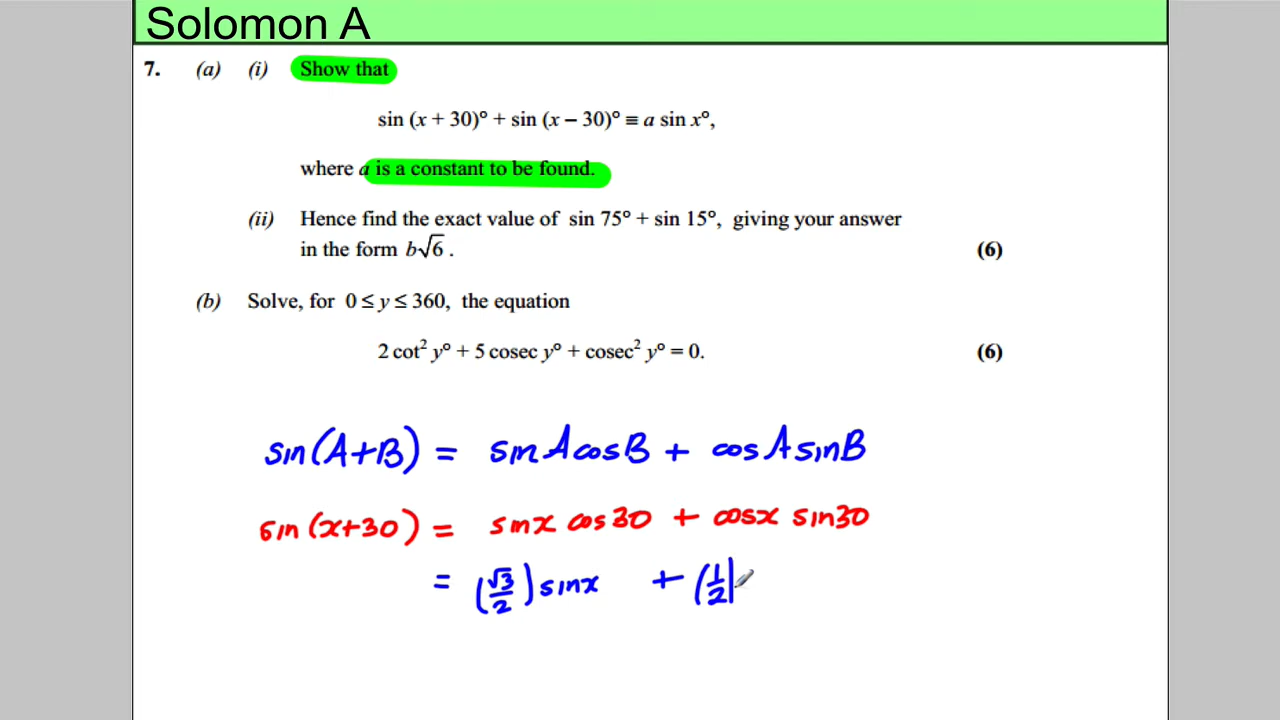 Solomon A
7. (a) (i) Show that
sin (x + 30)° + sin (x − 30)° ≡ a sin x°,
where a is a constant to be found.
(ii) Hence find the exact value of sin 75° + sin 15°, giving your answer
in the form b√6 . (6)
(b) Solve, for 0 ≤ y ≤ 360, the equation
2 cot² y° + 5 cosec y° + cosec² y° = 0. (6)
sin(A+B) = sinAcosB + cosAsinB
sin(x+30) = sinx cos30 + cosx sin30
= (√3/2) sinx + (1/2)